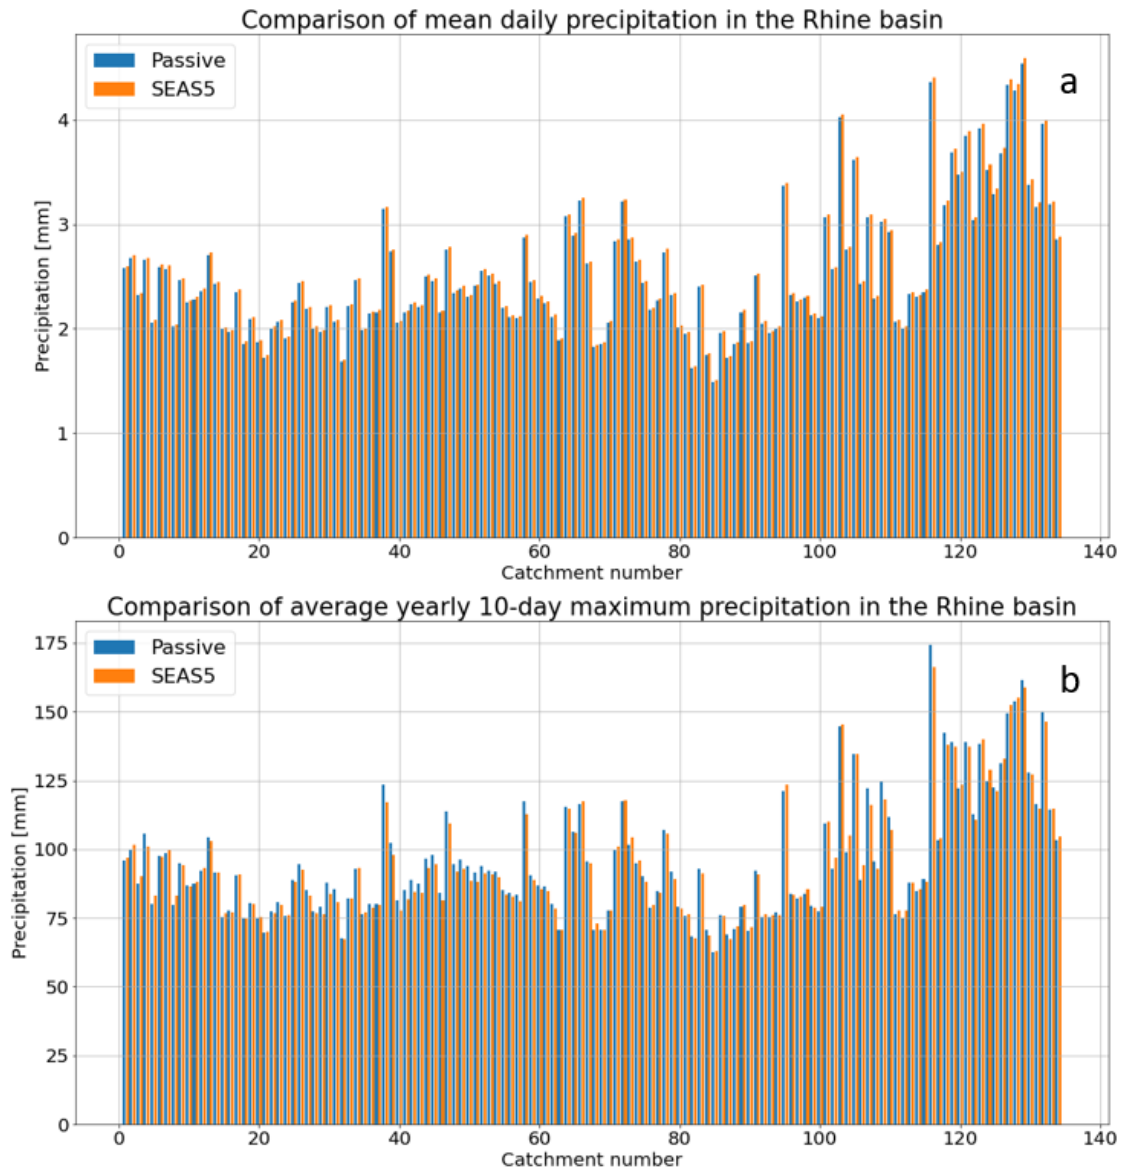 Comparison of mean daily precipitation in the Rhine basin
Passive
SEAS5
a
4
3
2
1
0
Precipitation [mm]
0 20 40 60 80 100 120 140
Catchment number
Comparison of average yearly 10-day maximum precipitation in the Rhine basin
Passive
SEAS5
b
175
150
125
100
75
50
25
0
Precipitation [mm]
0 20 40 60 80 100 120 140
Catchment number